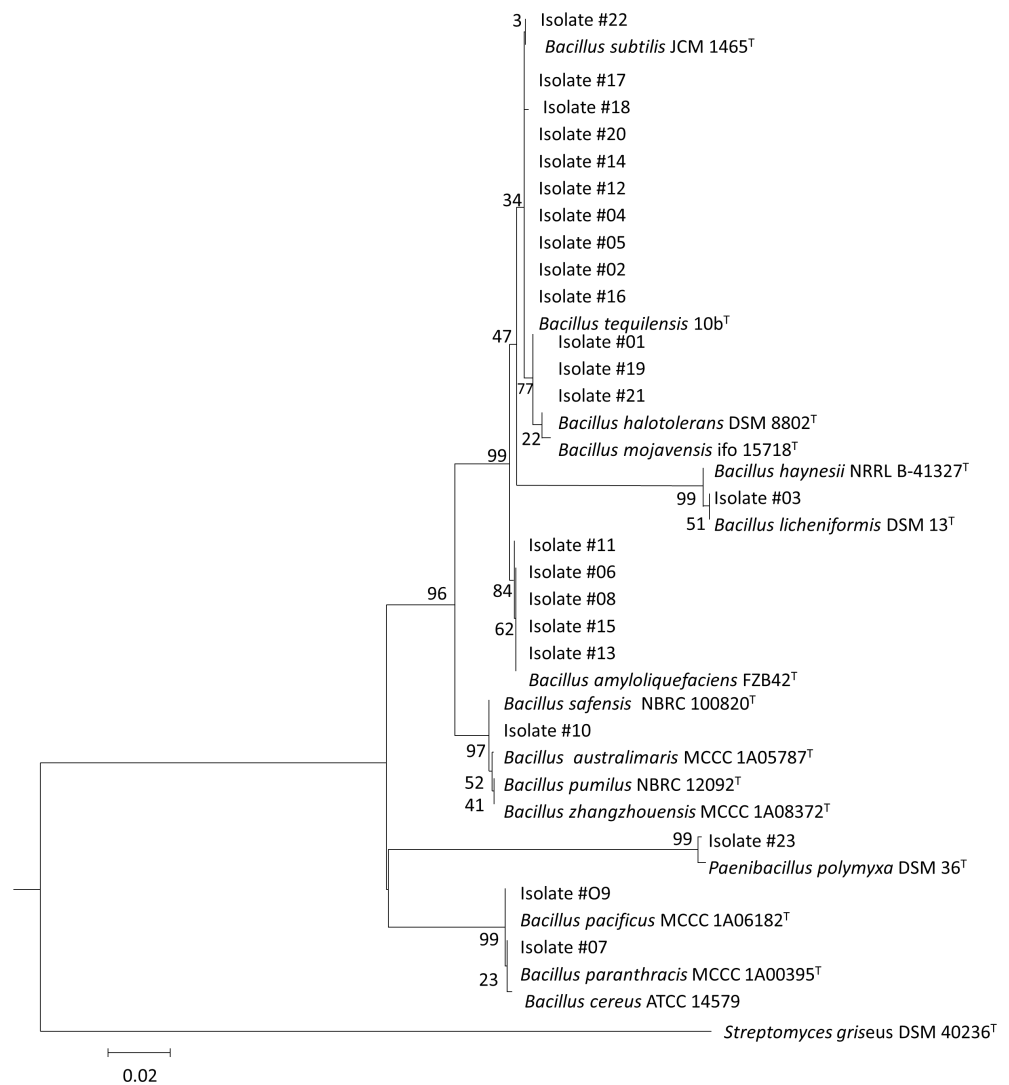 3
Isolate #22
Bacillus subtilis JCM 1465ᵀ
Isolate #17
Isolate #18
Isolate #20
Isolate #14
Isolate #12
34
Isolate #04
Isolate #05
Isolate #02
Isolate #16
Bacillus tequilensis 10bᵀ
47
Isolate #01
Isolate #19
77
Isolate #21
Bacillus halotolerans DSM 8802ᵀ
22
Bacillus mojavensis ifo 15718ᵀ
99
Bacillus haynesii NRRL B-41327ᵀ
99
Isolate #03
51
Bacillus licheniformis DSM 13ᵀ
Isolate #11
Isolate #06
84
Isolate #08
96
62
Isolate #15
Isolate #13
Bacillus amyloliquefaciens FZB42ᵀ
Bacillus safensis NBRC 100820ᵀ
Isolate #10
97
Bacillus australimaris MCCC 1A05787ᵀ
52
Bacillus pumilus NBRC 12092ᵀ
41
Bacillus zhangzhouensis MCCC 1A08372ᵀ
99
Isolate #23
Paenibacillus polymyxa DSM 36ᵀ
Isolate #O9
Bacillus pacificus MCCC 1A06182ᵀ
99
Isolate #07
23
Bacillus paranthracis MCCC 1A00395ᵀ
Bacillus cereus ATCC 14579
Streptomyces griseus DSM 40236ᵀ
0.02